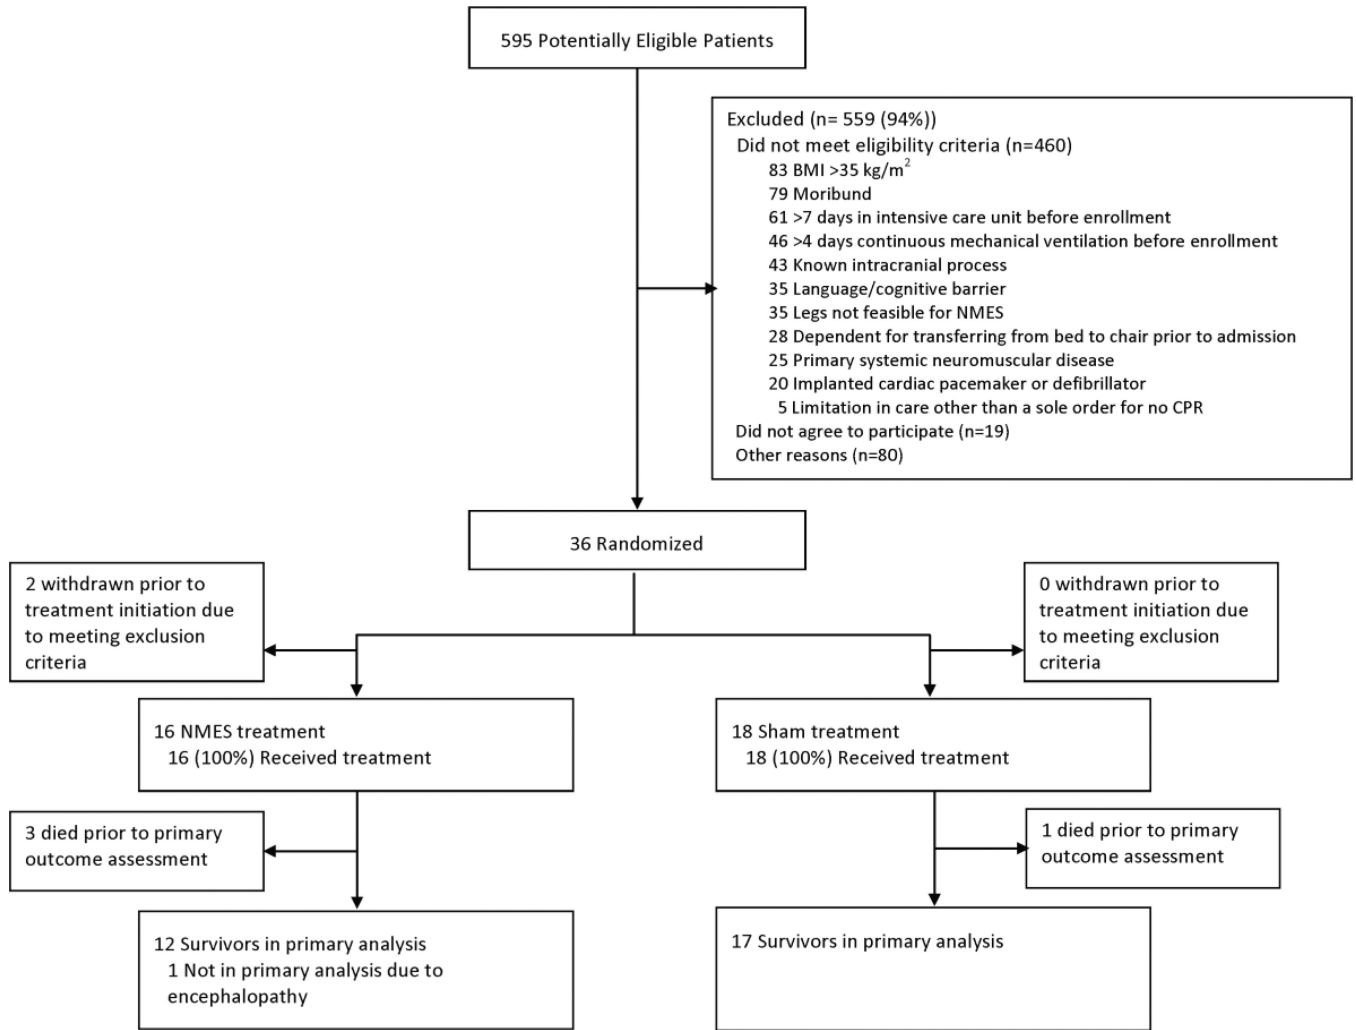 595 Potentially Eligible Patients
Excluded (n= 559 (94%))
Did not meet eligibility criteria (n=460)
83 BMI >35 kg/m²
79 Moribund
61 >7 days in intensive care unit before enrollment
46 >4 days continuous mechanical ventilation before enrollment
43 Known intracranial process
35 Language/cognitive barrier
35 Legs not feasible for NMES
28 Dependent for transferring from bed to chair prior to admission
25 Primary systemic neuromuscular disease
20 Implanted cardiac pacemaker or defibrillator
5 Limitation in care other than a sole order for no CPR
Did not agree to participate (n=19)
Other reasons (n=80)
36 Randomized
2 withdrawn prior to
treatment initiation due
to meeting exclusion
criteria
0 withdrawn prior to
treatment initiation due
to meeting exclusion
criteria
16 NMES treatment
16 (100%) Received treatment
18 Sham treatment
18 (100%) Received treatment
3 died prior to primary
outcome assessment
1 died prior to primary
outcome assessment
12 Survivors in primary analysis
1 Not in primary analysis due to
encephalopathy
17 Survivors in primary analysis